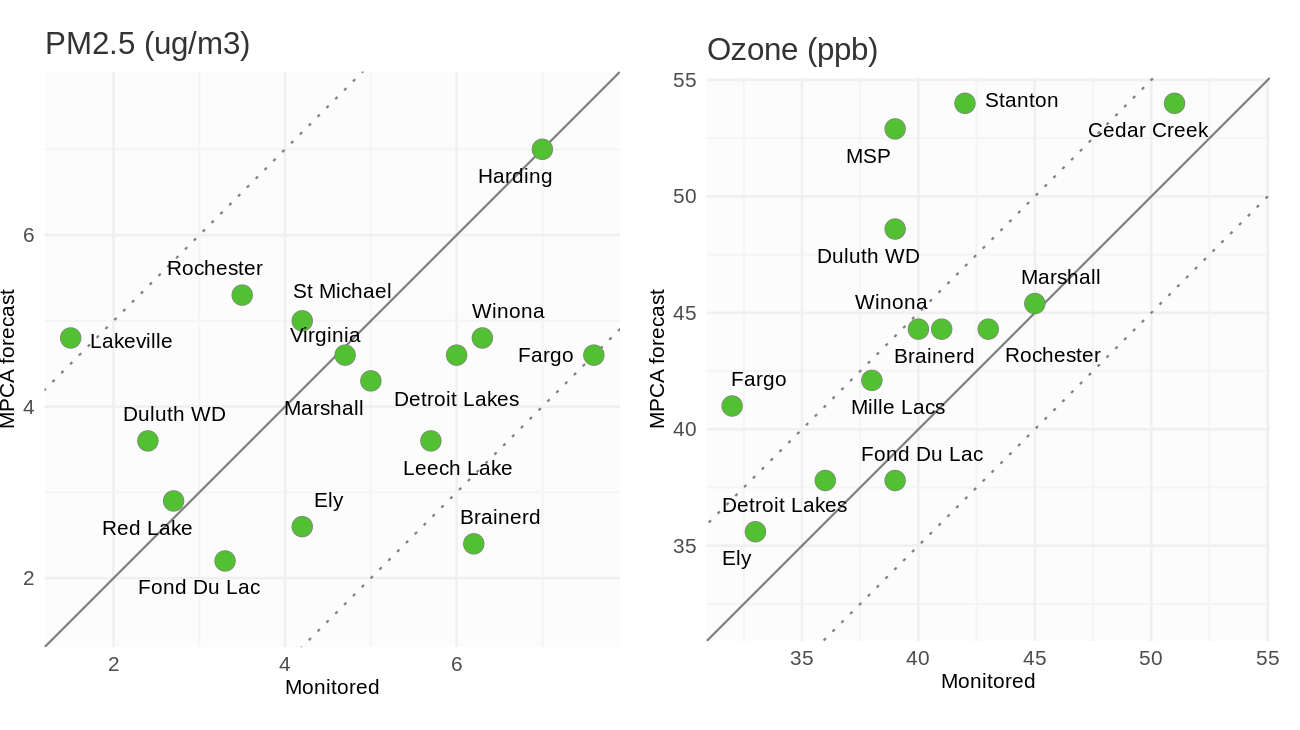 PM2.5 (ug/m3)
Harding
6
Rochester
St Michael
Winona
Virginia
Lakeville
Fargo
MPCA forecast
Detroit Lakes
4
Marshall
Duluth WD
Leech Lake
Ely
Brainerd
Red Lake
Fond Du Lac
2
2
4
6
Monitored
Ozone (ppb)
55
Stanton
Cedar Creek
MSP
50
Duluth WD
Marshall
Winona
45
Brainerd
Rochester
MPCA forecast
Fargo
Mille Lacs
40
Fond Du Lac
Detroit Lakes
35
Ely
35
40
45
50
55
Monitored